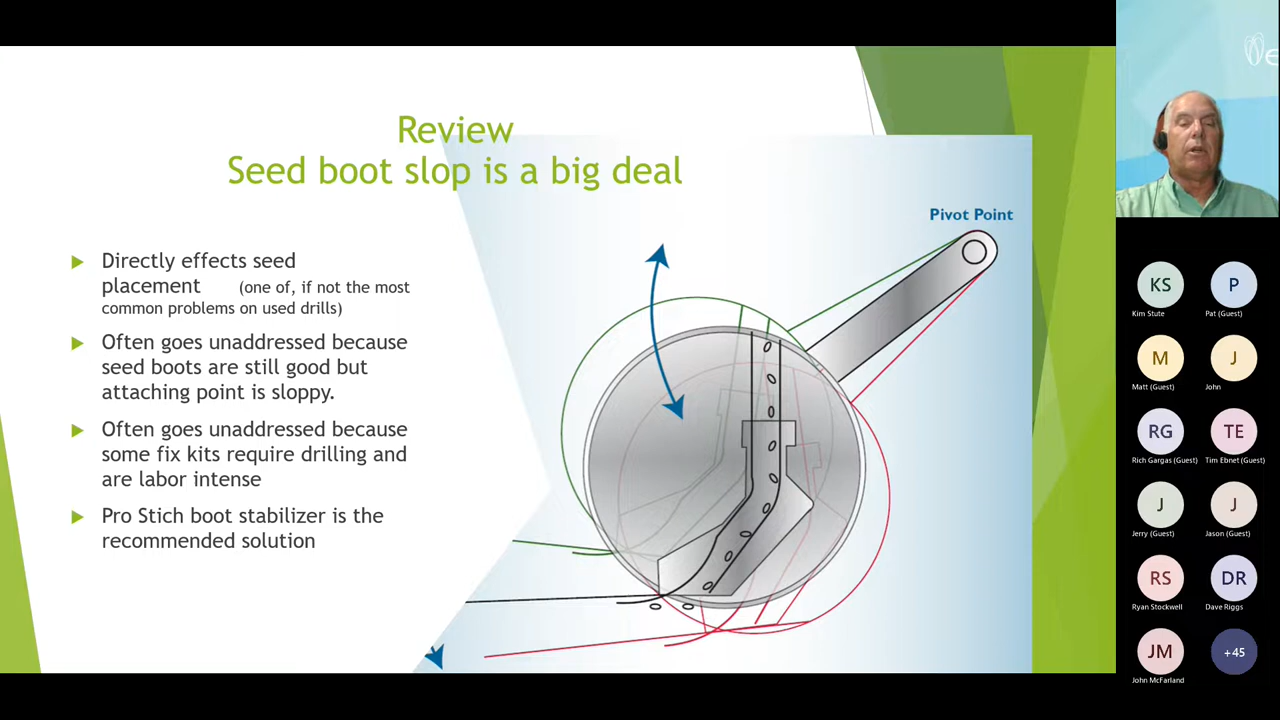 Review
Seed boot slop is a big deal
Directly effects seed
placement (one of, if not the most
common problems on used drills)
Often goes unaddressed because
seed boots are still good but
attaching point is sloppy.
Often goes unaddressed because
some fix kits require drilling and
are labor intense
Pro Stich boot stabilizer is the
recommended solution
Pivot Point
KS
Kim Stute
P
Pat (Guest)
M
Matt (Guest)
J
John
RG
Rich Gargas (Guest)
TE
Tim Ebnet (Guest)
J
Jerry (Guest)
J
Jason (Guest)
RS
Ryan Stockwell
DR
Dave Riggs
JM
John McFarland
+45